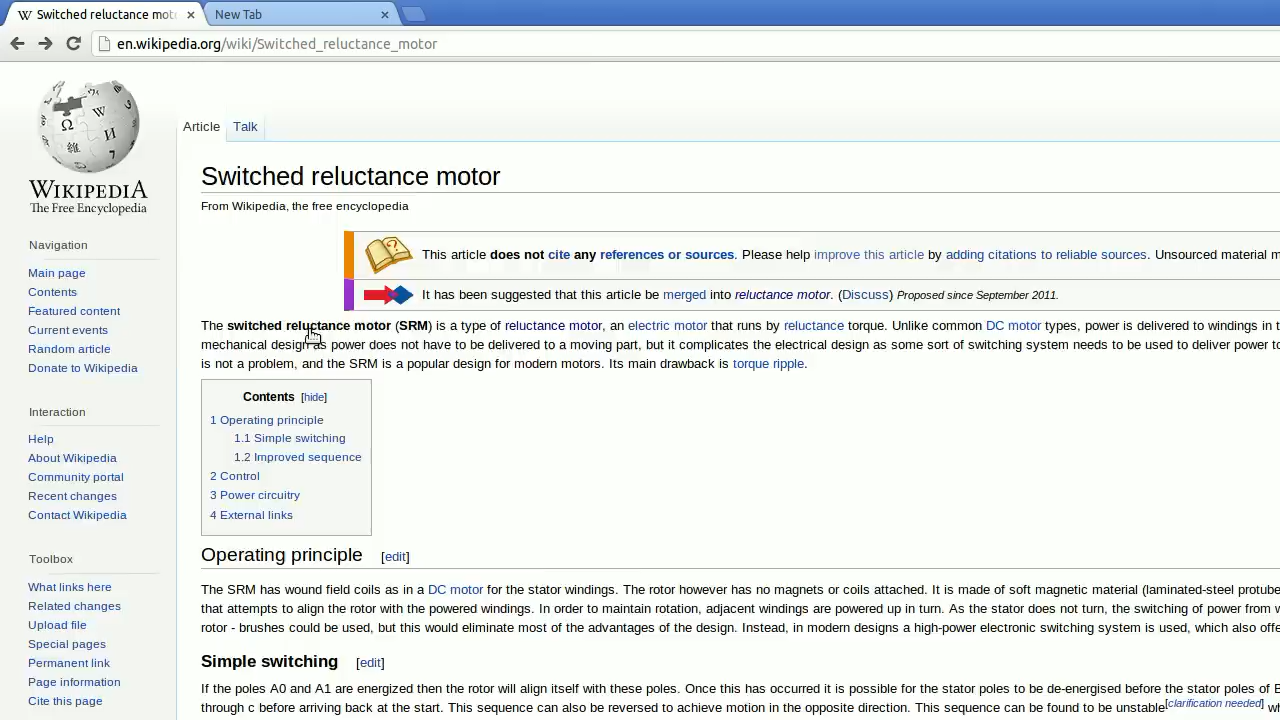 Switched reluctance mot
New Tab
en.wikipedia.org/wiki/Switched_reluctance_motor
WIKIPEDIA
The Free Encyclopedia
Article
Talk
Switched reluctance motor
From Wikipedia, the free encyclopedia
This article does not cite any references or sources. Please help improve this article by adding citations to reliable sources. Unsourced material m
It has been suggested that this article be merged into reluctance motor. (Discuss) Proposed since September 2011.
The switched reluctance motor (SRM) is a type of reluctance motor, an electric motor that runs by reluctance torque. Unlike common DC motor types, power is delivered to windings in t
mechanical design as power does not have to be delivered to a moving part, but it complicates the electrical design as some sort of switching system needs to be used to deliver power to
is not a problem, and the SRM is a popular design for modern motors. Its main drawback is torque ripple.
Contents [hide]
1 Operating principle
1.1 Simple switching
1.2 Improved sequence
2 Control
3 Power circuitry
4 External links
Operating principle [edit]
The SRM has wound field coils as in a DC motor for the stator windings. The rotor however has no magnets or coils attached. It is made of soft magnetic material (laminated-steel protube
that attempts to align the rotor with the powered windings. In order to maintain rotation, adjacent windings are powered up in turn. As the stator does not turn, the switching of power from w
rotor - brushes could be used, but this would eliminate most of the advantages of the design. Instead, in modern designs a high-power electronic switching system is used, which also offe
Simple switching [edit]
If the poles A0 and A1 are energized then the rotor will align itself with these poles. Once this has occurred it is possible for the stator poles to be de-energised before the stator poles of B
through c before arriving back at the start. This sequence can also be reversed to achieve motion in the opposite direction. This sequence can be found to be unstable[clarification needed] w
Navigation
Main page
Contents
Featured content
Current events
Random article
Donate to Wikipedia
Interaction
Help
About Wikipedia
Community portal
Recent changes
Contact Wikipedia
Toolbox
What links here
Related changes
Upload file
Special pages
Permanent link
Page information
Cite this page